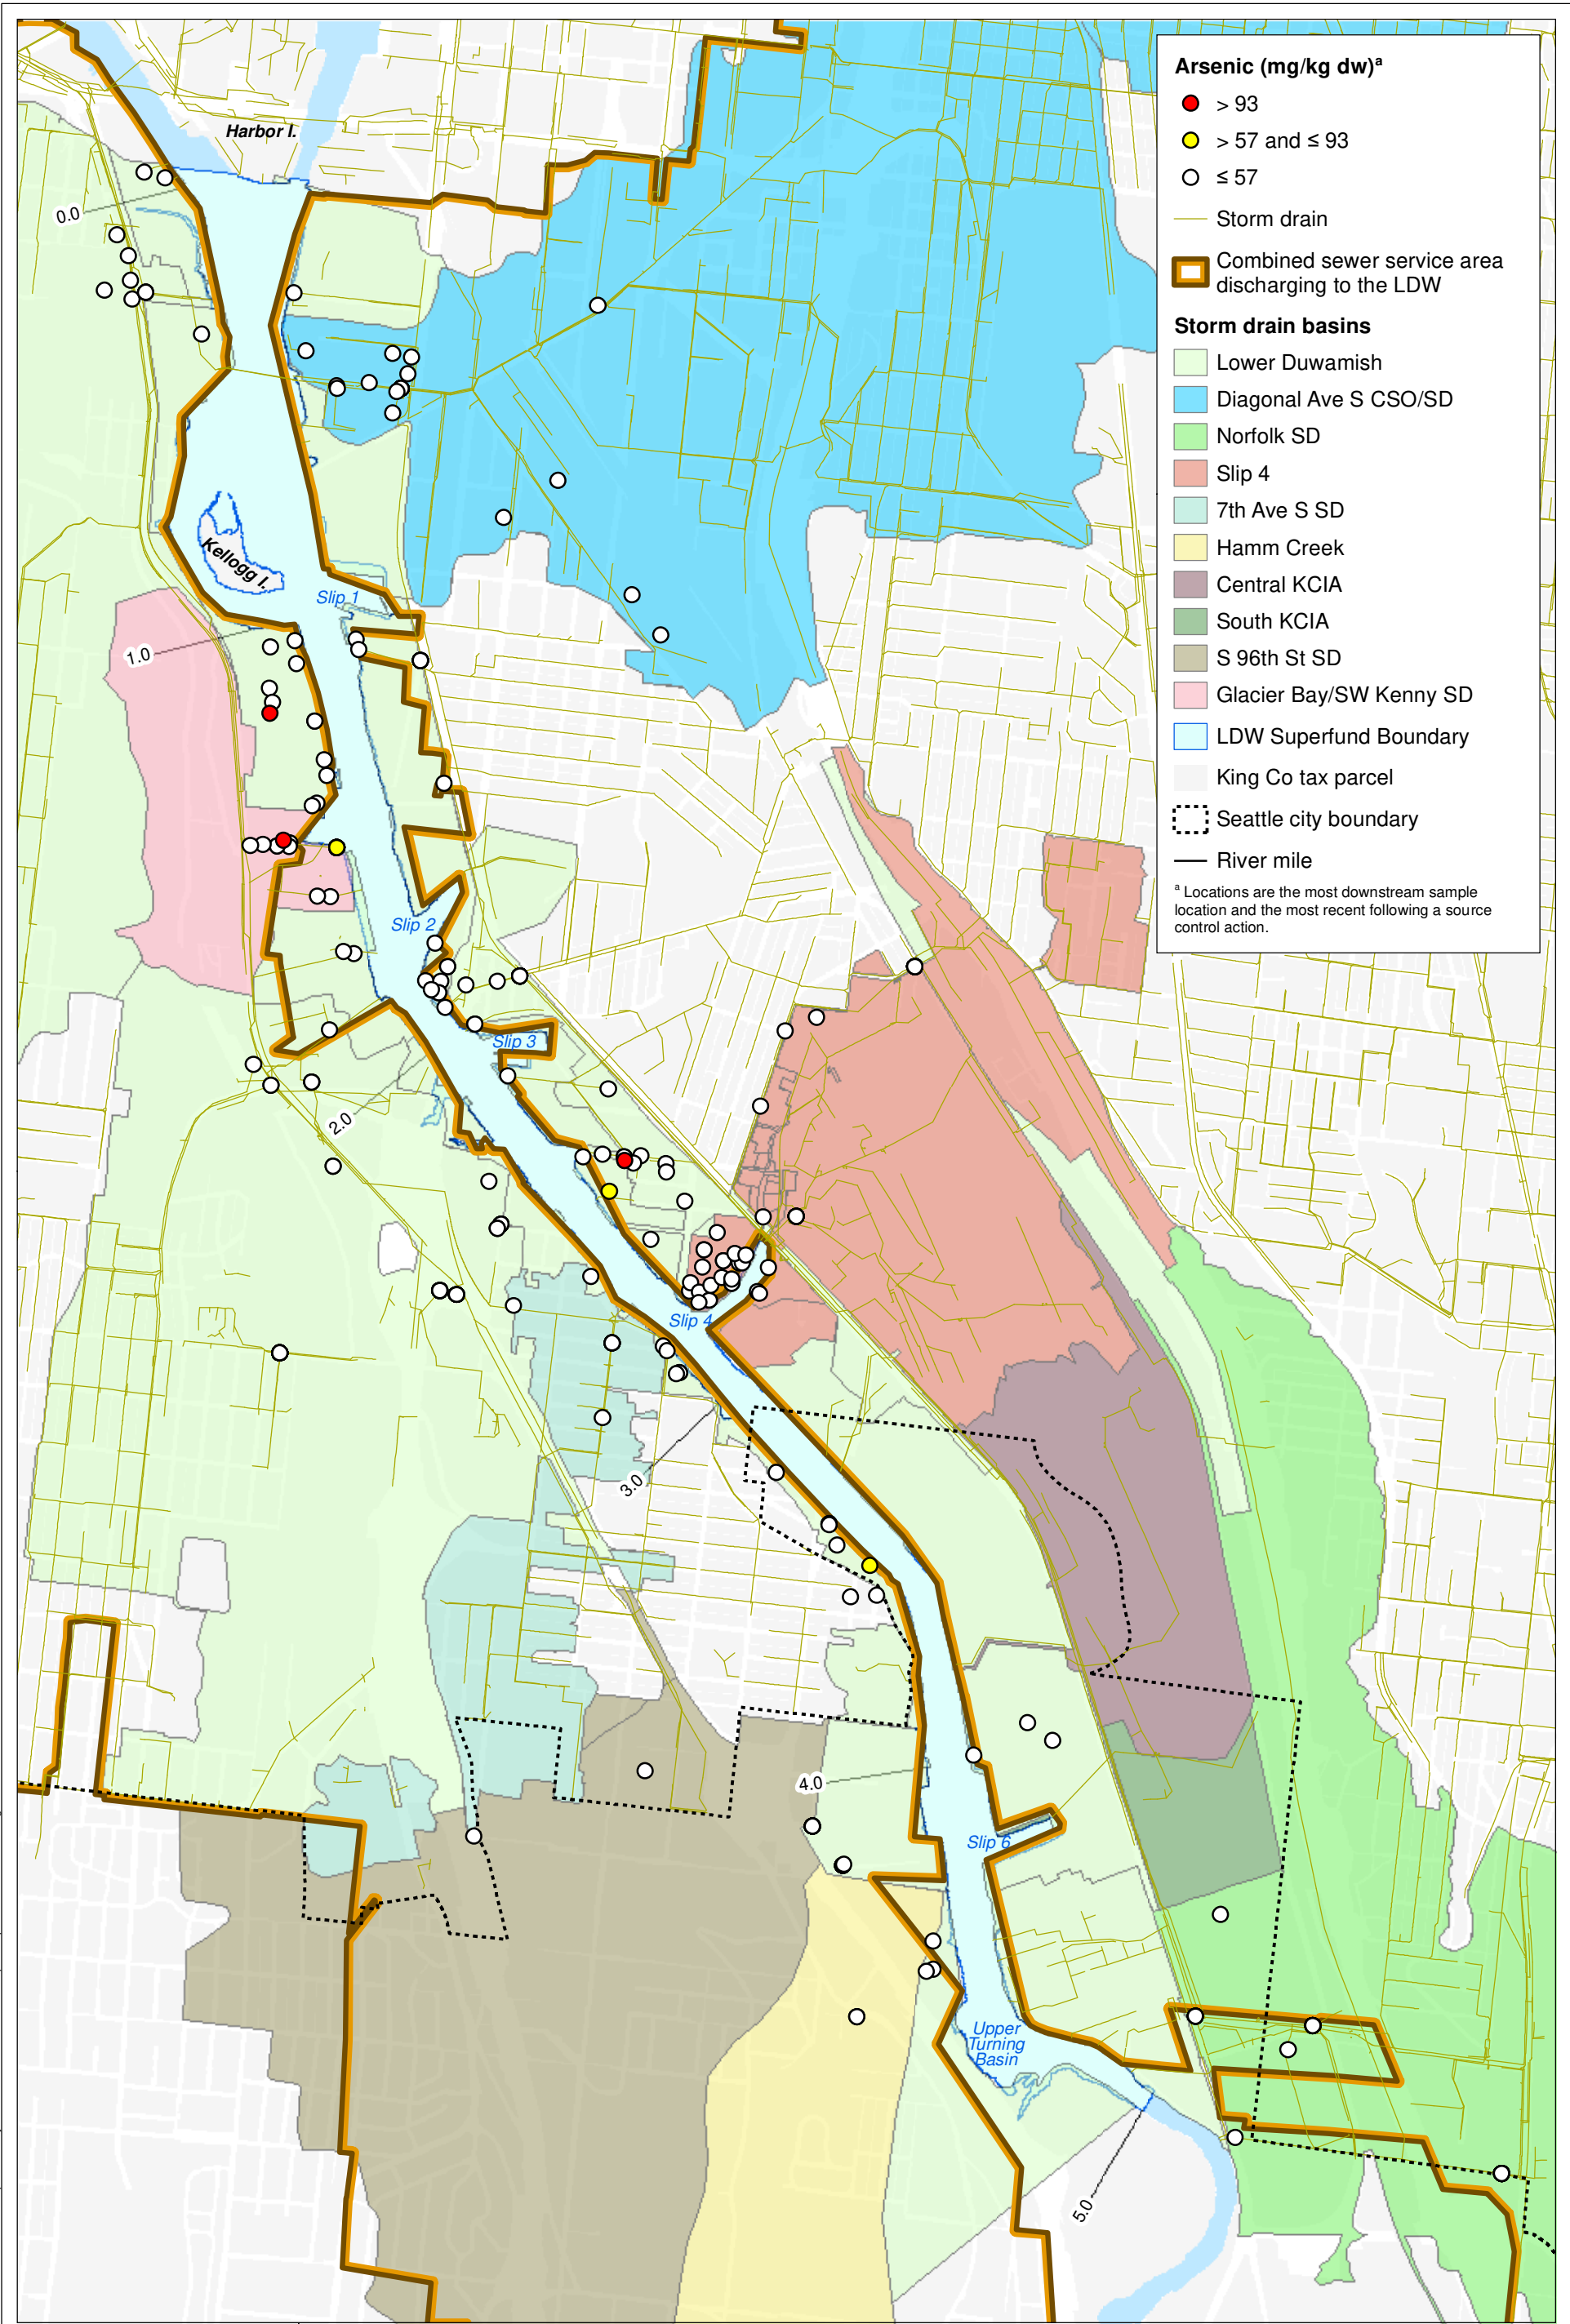 Arsenic (mg/kg dw)ª
> 93
> 57 and ≤ 93
≤ 57
Storm drain
Combined sewer service area
discharging to the LDW
Storm drain basins
Lower Duwamish
Diagonal Ave S CSO/SD
Norfolk SD
Slip 4
7th Ave S SD
Hamm Creek
Central KCIA
South KCIA
S 96th St SD
Glacier Bay/SW Kenny SD
LDW Superfund Boundary
King Co tax parcel
Seattle city boundary
River mile
ª Locations are the most downstream sample
location and the most recent following a source
control action.
Harbor I.
0.0
Kellogg I.
Slip 1
1.0
Slip 2
Slip 3
2.0
Slip 4
3.0
4.0
Slip 6
Upper
Turning
Basin
5.0